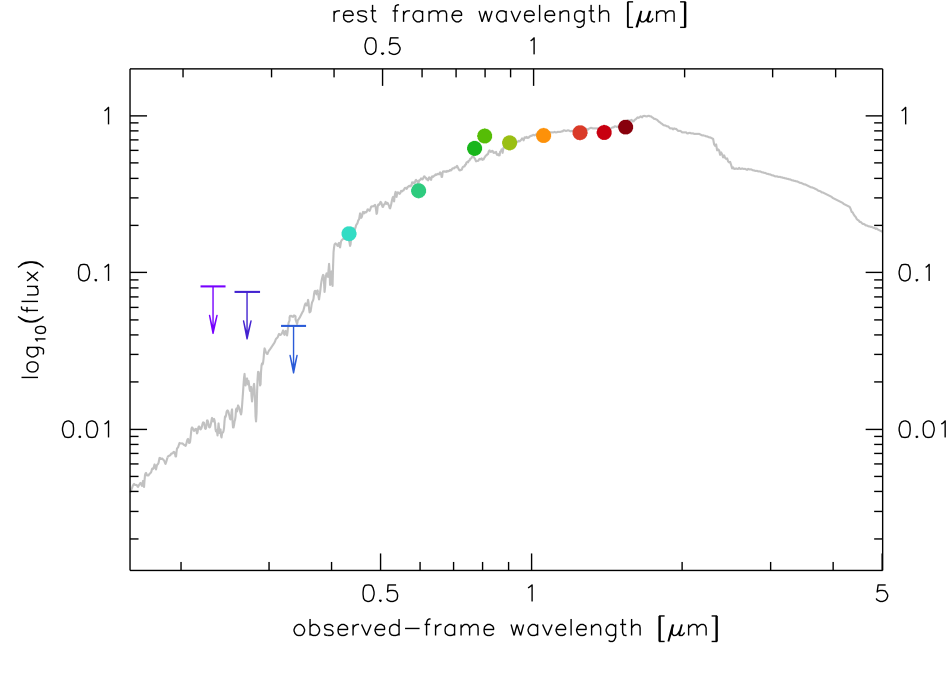 rest frame wavelength [μm]
0.5 1
1 1
0.1 0.1
0.01 0.01
log10(flux)
0.5 1 5
observed-frame wavelength [μm]